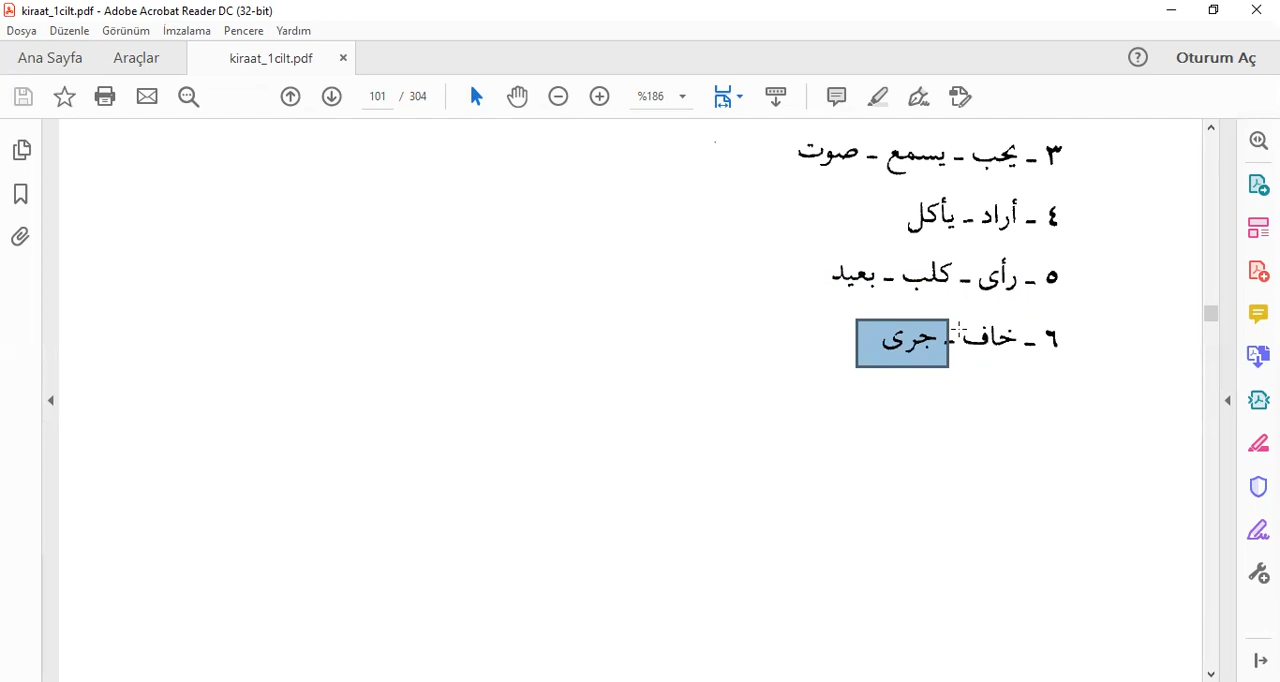 kiraat_1cilt.pdf - Adobe Acrobat Reader DC (32-bit)
Dosya Düzenle Görünüm İmzalama Pencere Yardım
Ana Sayfa Araçlar kiraat_1cilt.pdf Oturum Aç
101 / 304 %186
٣ ـ يحب ـ يسمع ـ صوت
٤ ـ أراد ـ يأكل
٥ ـ رأى ـ كلب ـ بعيد
٦ ـ خاف ـ جرى